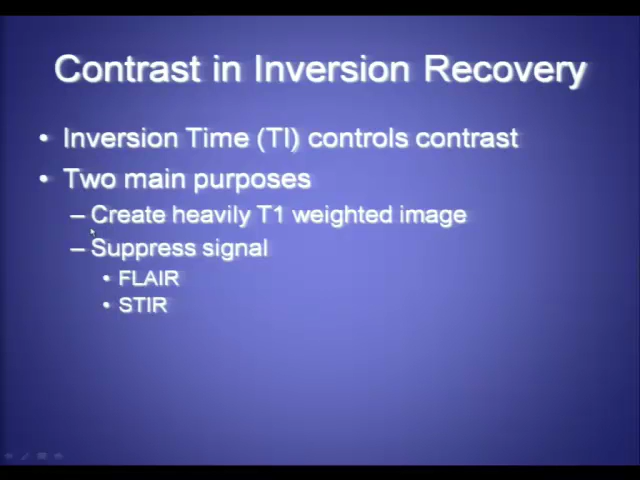 Contrast in Inversion Recovery
• Inversion Time (TI) controls contrast
• Two main purposes
– Create heavily T1 weighted image
– Suppress signal
• FLAIR
• STIR